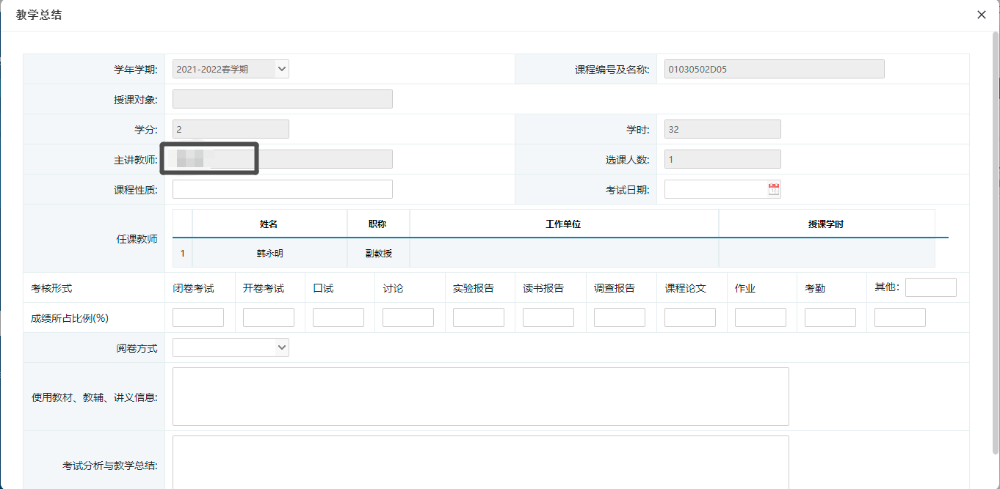 教学总结
学年学期: 2021-2022春学期 课程编号及名称: 01030502D05
授课对象:
学分: 2 学时: 32
主讲教师: 选课人数: 1
课程性质: 考试日期:
任课教师
姓名 职称 工作单位 授课学时
1 韩永明 副教授
考核形式 闭卷考试 开卷考试 口试 讨论 实验报告 读书报告 调查报告 课程论文 作业 考勤 其他:
成绩所占比例(%)
阅卷方式
使用教材、教辅、讲义信息:
考试分析与教学总结: